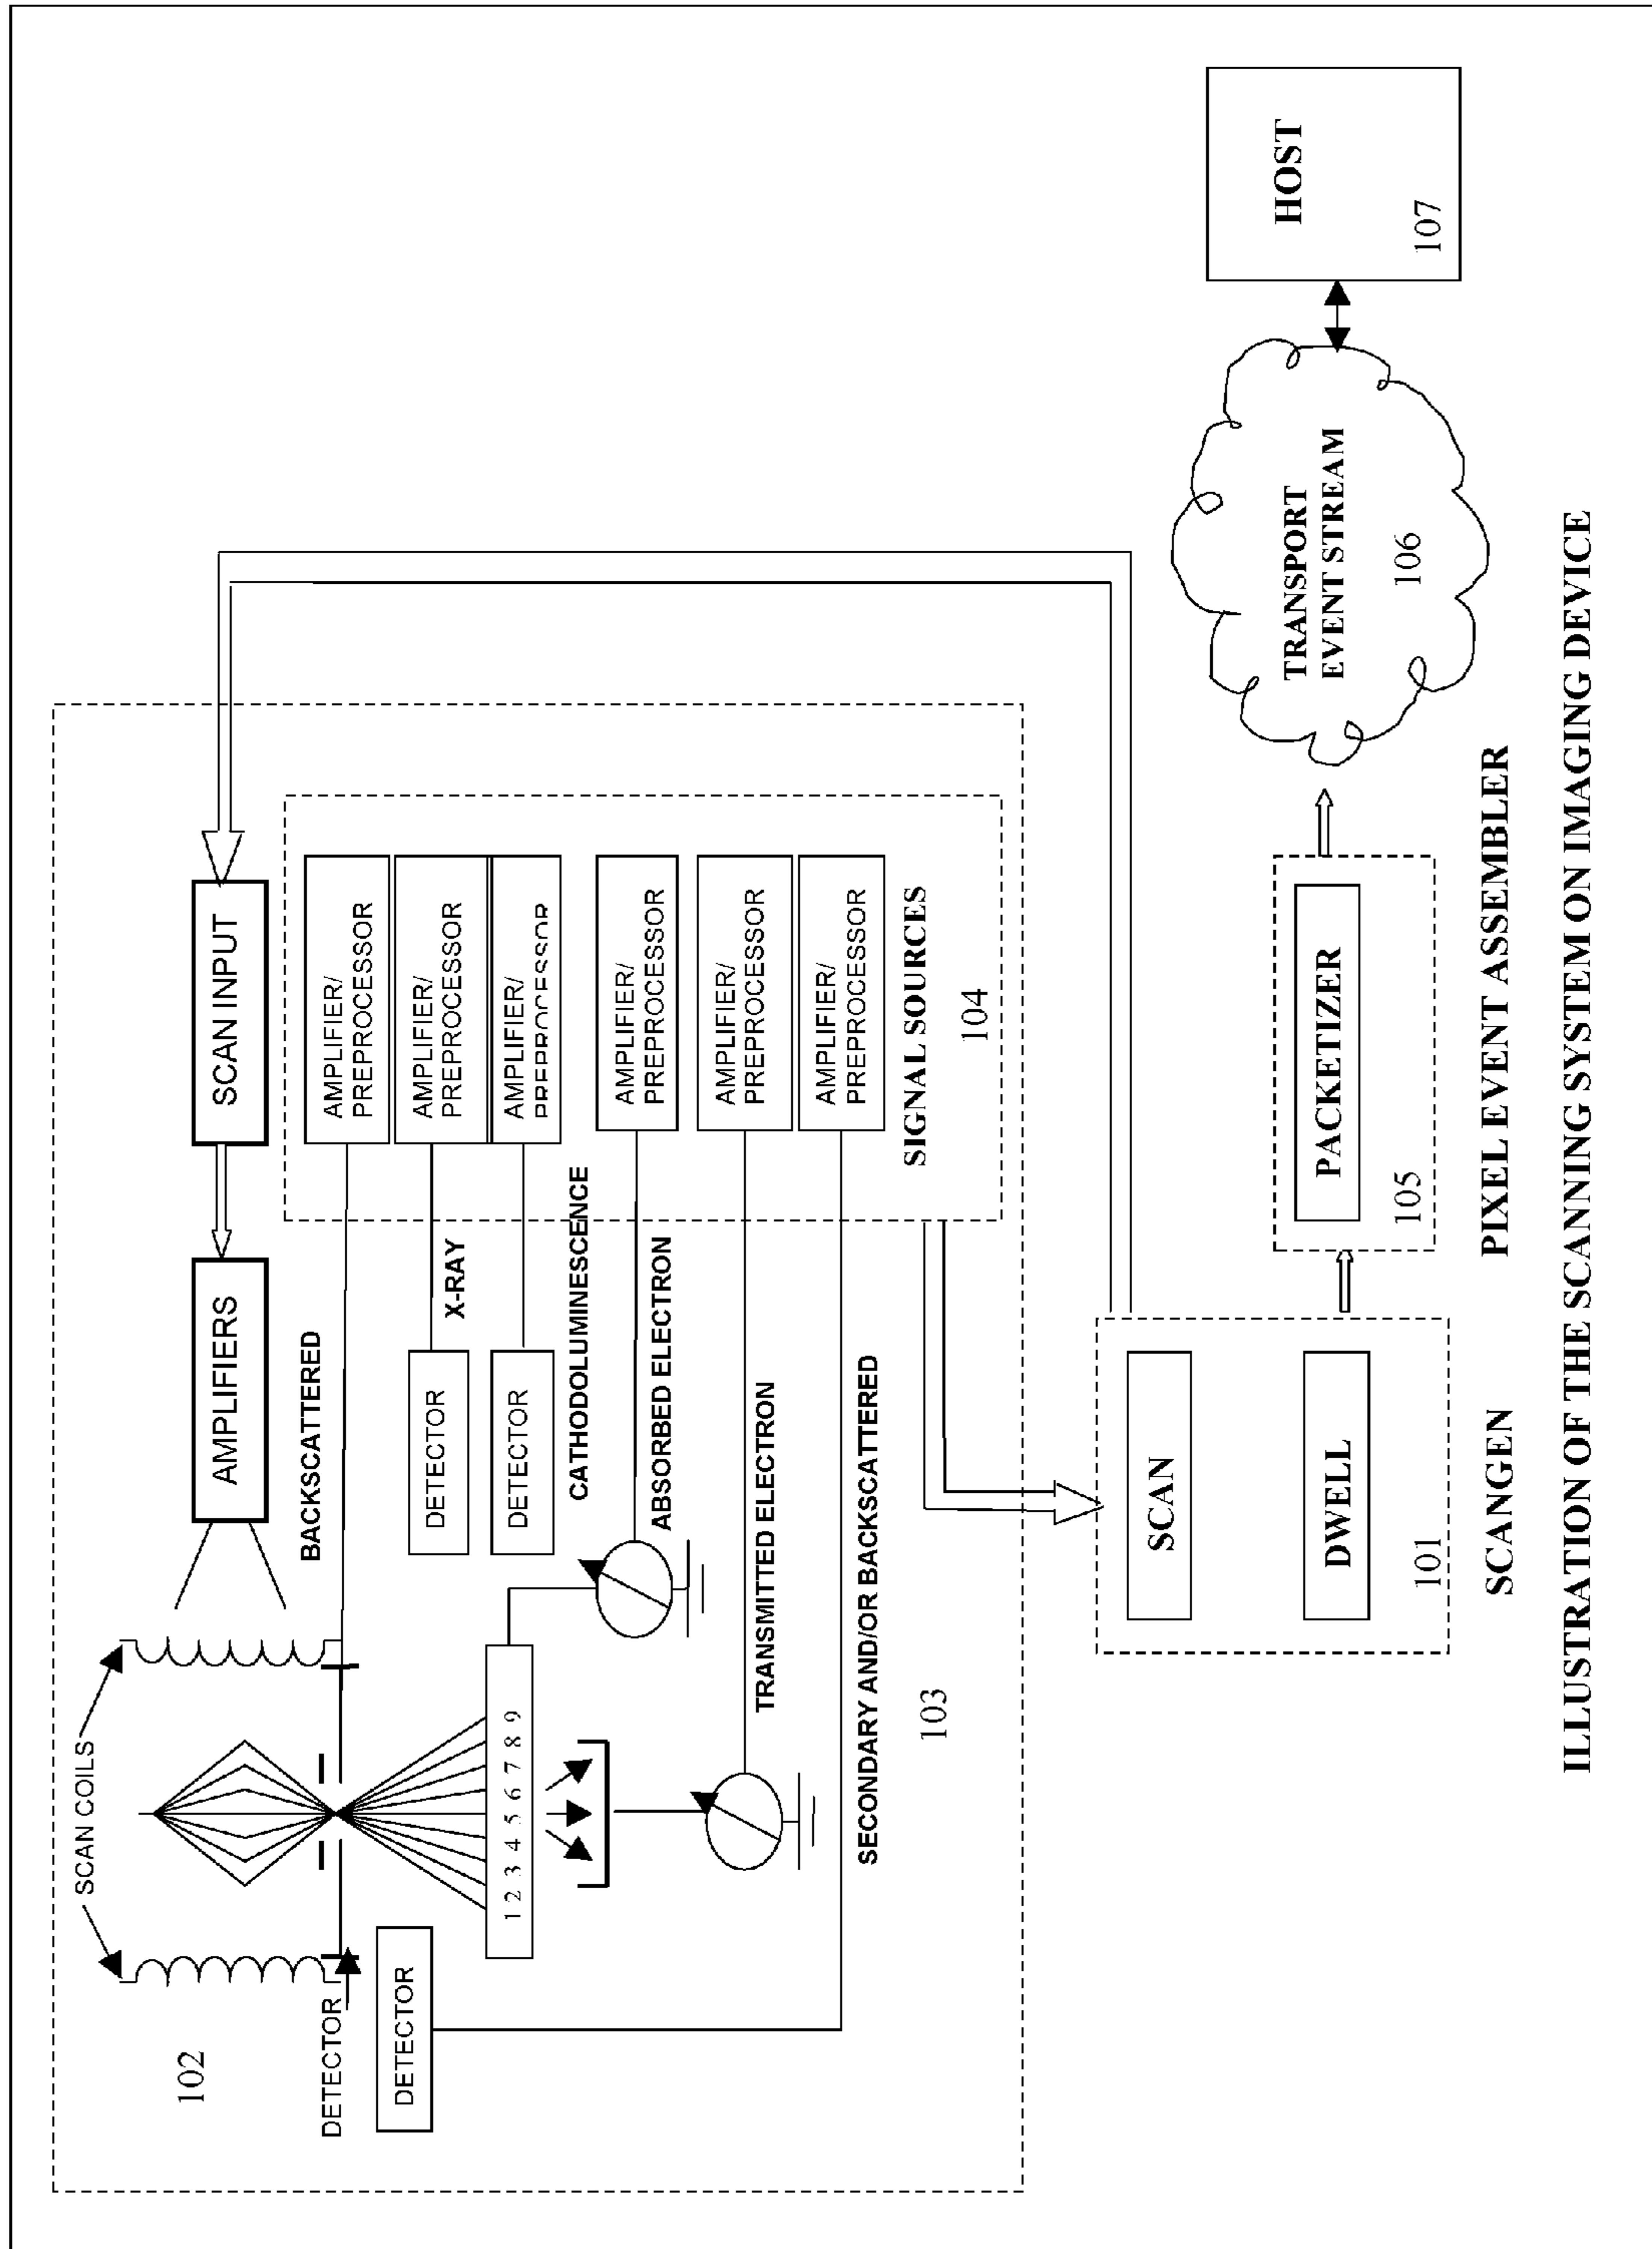 SCAN COILS
102
AMPLIFIERS
SCAN INPUT
DETECTOR
BACKSCATTERED
AMPLIFIER/
PREPROCESSOR
DETECTOR
DETECTOR
X-RAY
AMPLIFIER/
PREPROCESSOR
1 2 3 4 5 6 7 8 9
DETECTOR
CATHODOLUMINESCENCE
AMPLIFIER/
PREPROCESSOR
ABSORBED ELECTRON
AMPLIFIER/
PREPROCESSOR
TRANSMITTED ELECTRON
AMPLIFIER/
PREPROCESSOR
SECONDARY AND/OR BACKSCATTERED
AMPLIFIER/
PREPROCESSOR
SIGNAL SOURCES
104
103
SCAN
DWELL
101
SCANGEN
PACKETIZER
105
PIXEL EVENT ASSEMBLER
TRANSPORT
EVENT STREAM
106
HOST
107
ILLUSTRATION OF THE SCANNING SYSTEM ON IMAGING DEVICE